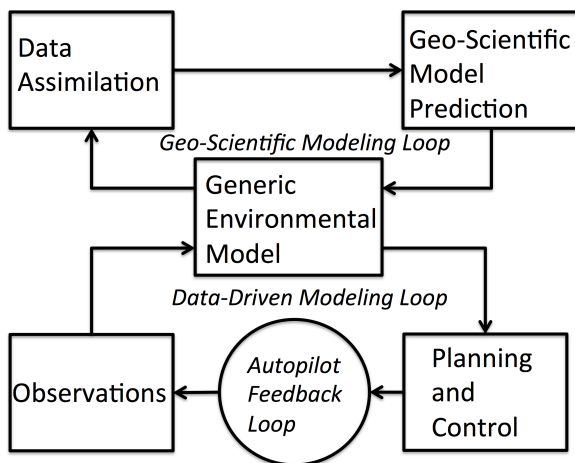 Data
Assimilation
Geo-Scientific
Model
Prediction
Geo-Scientific Modeling Loop
Generic
Environmental
Model
Data-Driven Modeling Loop
Observations
Autopilot
Feedback
Loop
Planning
and
Control